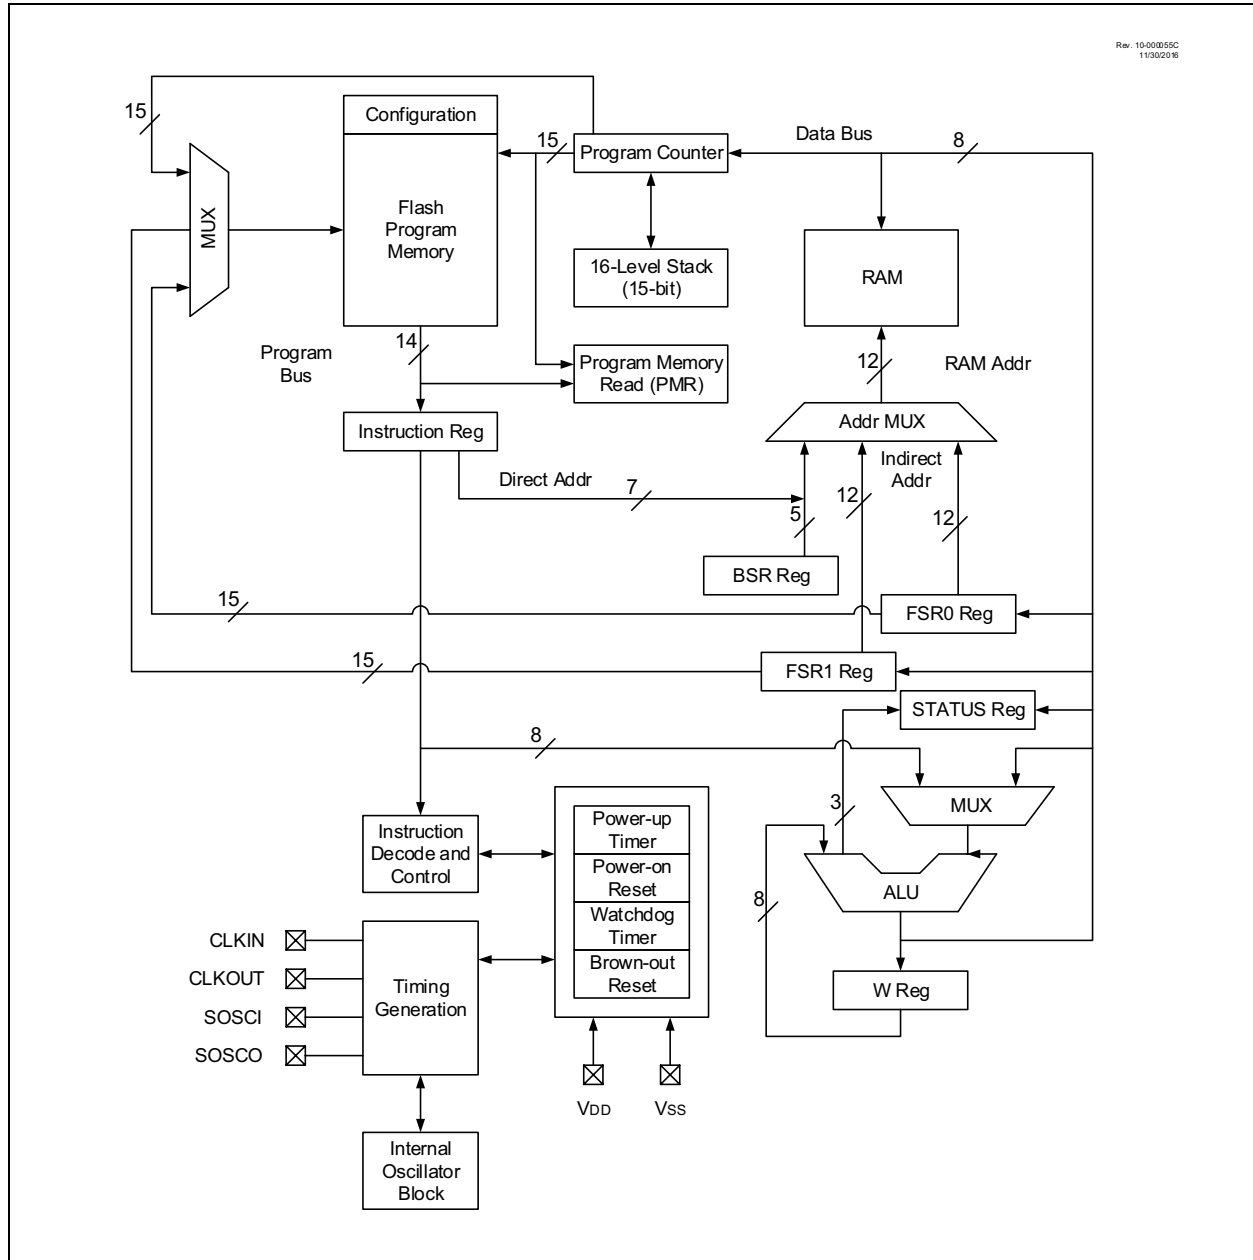 Rev. 10-000055C
11/30/2016
15
Configuration
15
Program Counter
Data Bus
8
MUX
Flash
Program
Memory
16-Level Stack
(15-bit)
RAM
Program
Bus
14
Program Memory
Read (PMR)
12
RAM Addr
Instruction Reg
Addr MUX
Direct Addr
7
5
12
Indirect
Addr
12
BSR Reg
15
FSR0 Reg
15
FSR1 Reg
STATUS Reg
8
3
MUX
Instruction
Decode and
Control
Power-up
Timer
Power-on
Reset
Watchdog
Timer
Brown-out
Reset
8
ALU
CLKIN
CLKOUT
SOSCI
SOSCO
Timing
Generation
W Reg
VDD
VSS
Internal
Oscillator
Block